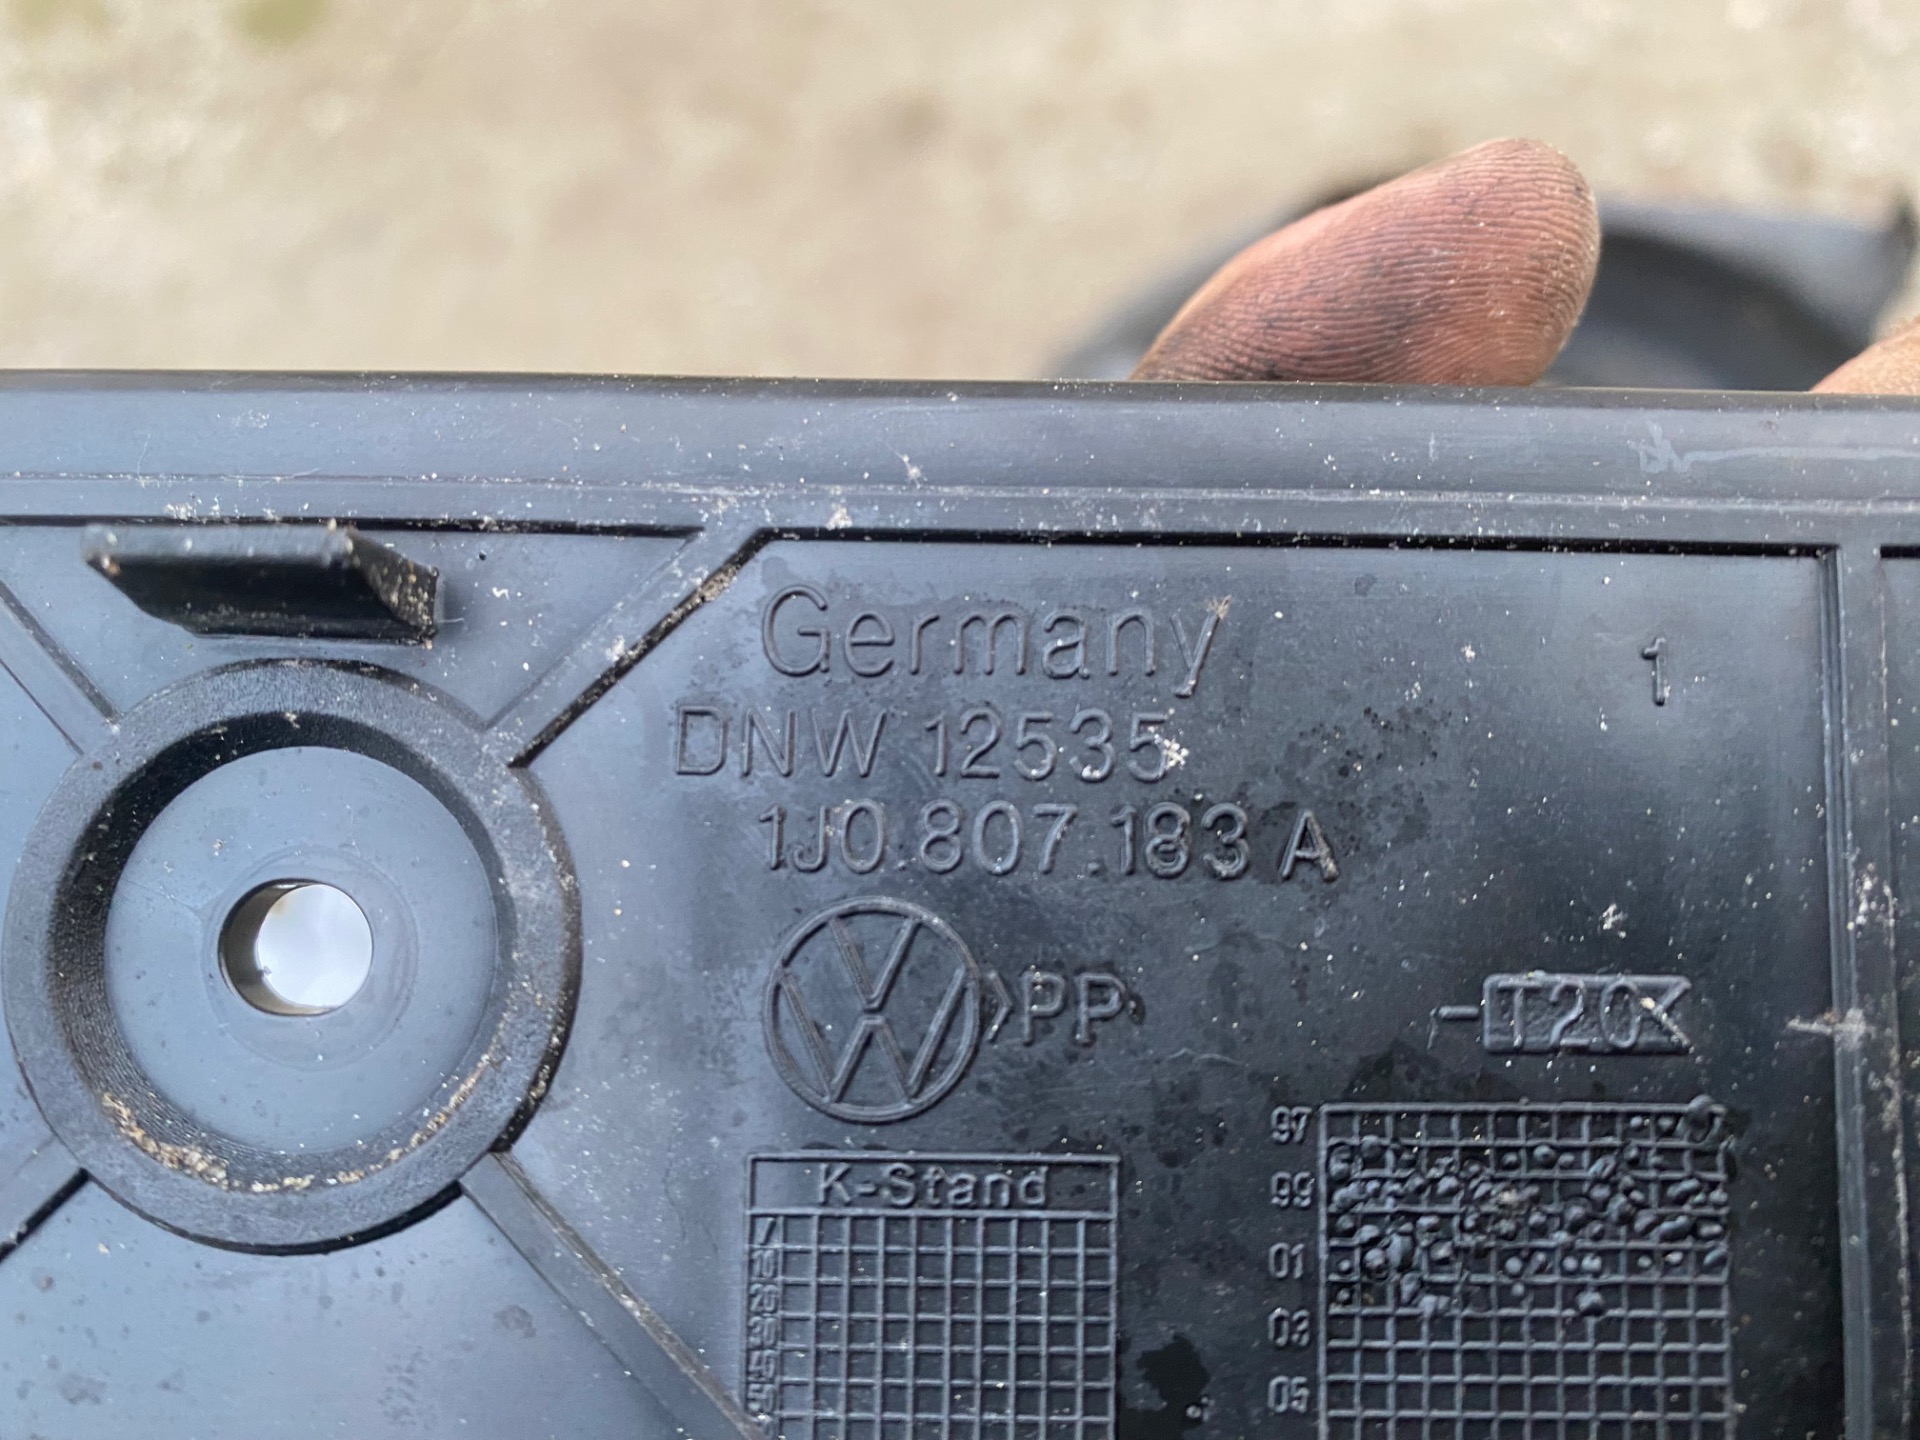 Germany
1
DNW 12535
1J0.807.183 A
>PP
-T20
K-Stand
97
99
01
03
05